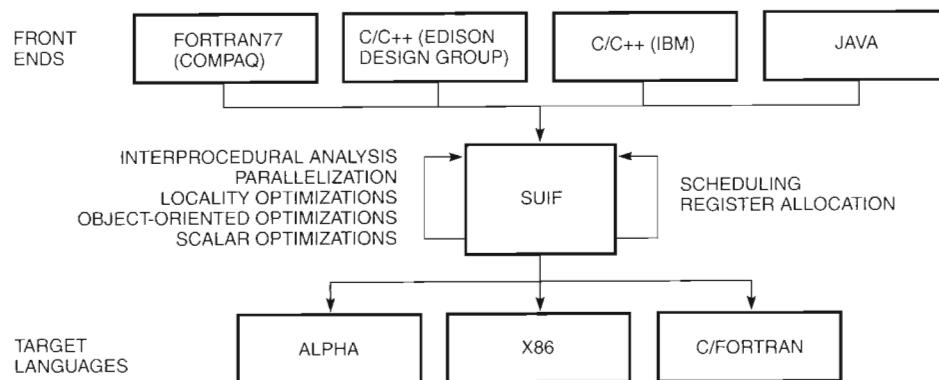 FRONT
ENDS
FORTRAN77
(COMPAQ)
C/C++ (EDISON
DESIGN GROUP)
C/C++ (IBM)
JAVA
INTERPROCEDURAL ANALYSIS
PARALLELIZATION
LOCALITY OPTIMIZATIONS
OBJECT-ORIENTED OPTIMIZATIONS
SCALAR OPTIMIZATIONS
SUIF
SCHEDULING
REGISTER ALLOCATION
TARGET
LANGUAGES
ALPHA
X86
C/FORTRAN